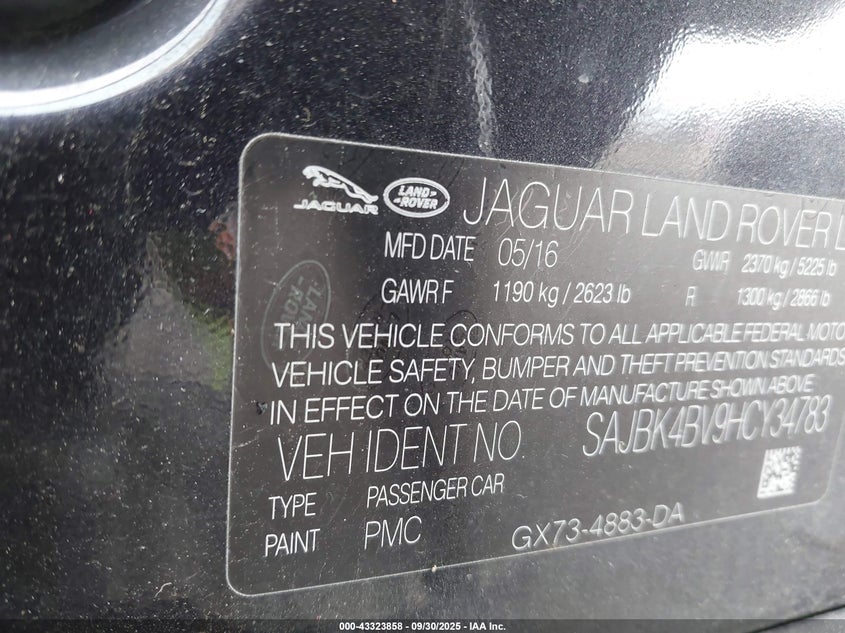 JAGUAR
LAND ROVER
JAGUAR LAND ROVER L
MFD DATE 05/16 GWVR 2370 kg / 5225 lb
GAWR F 1190 kg / 2623 lb R 1300 kg / 2866 lb
THIS VEHICLE CONFORMS TO ALL APPLICABLE FEDERAL MOTO
VEHICLE SAFETY, BUMPER AND THEFT PREVENTION STANDARDS
IN EFFECT ON THE DATE OF MANUFACTURE SHOWN ABOVE
VEH IDENT NO. SAJBK4BV9HCY34783
TYPE PASSENGER CAR
PAINT PMC GX73-4883-DA
000-43323858 - 09/30/2025 - IAA Inc.